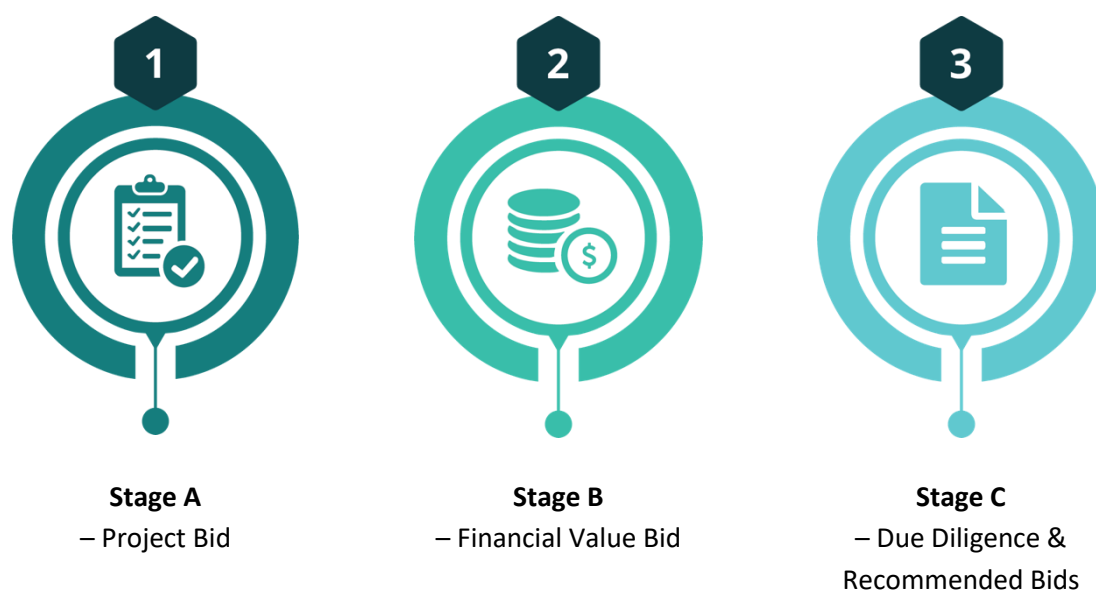 1
2
3
$
Stage A
– Project Bid
Stage B
– Financial Value Bid
Stage C
– Due Diligence &
Recommended Bids